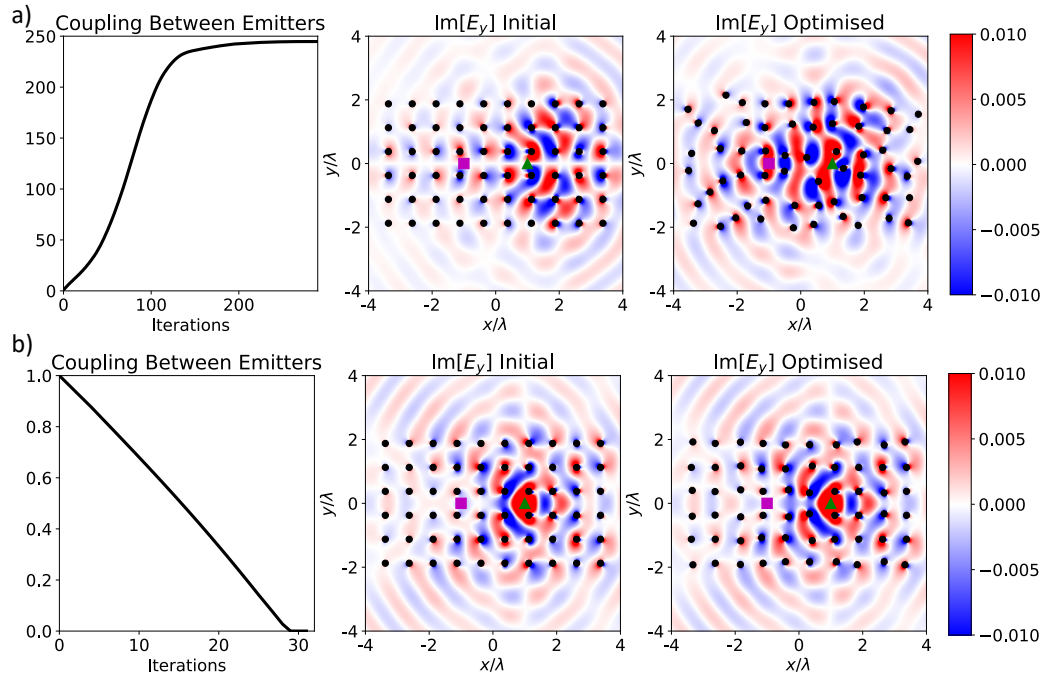 a)
Coupling Between Emitters
250
200
150
100
50
0
0 100 200
Iterations
Im[E_y] Initial
4
2
0
-2
-4
y/λ
-4 -2 0 2 4
x/λ
Im[E_y] Optimised
4
2
0
-2
-4
y/λ
-4 -2 0 2 4
x/λ
0.010
0.005
0.000
−0.005
−0.010
b)
Coupling Between Emitters
1.0
0.8
0.6
0.4
0.2
0.0
0 10 20 30
Iterations
Im[E_y] Initial
4
2
0
-2
-4
y/λ
-4 -2 0 2 4
x/λ
Im[E_y] Optimised
4
2
0
-2
-4
y/λ
-4 -2 0 2 4
x/λ
0.010
0.005
0.000
−0.005
−0.010